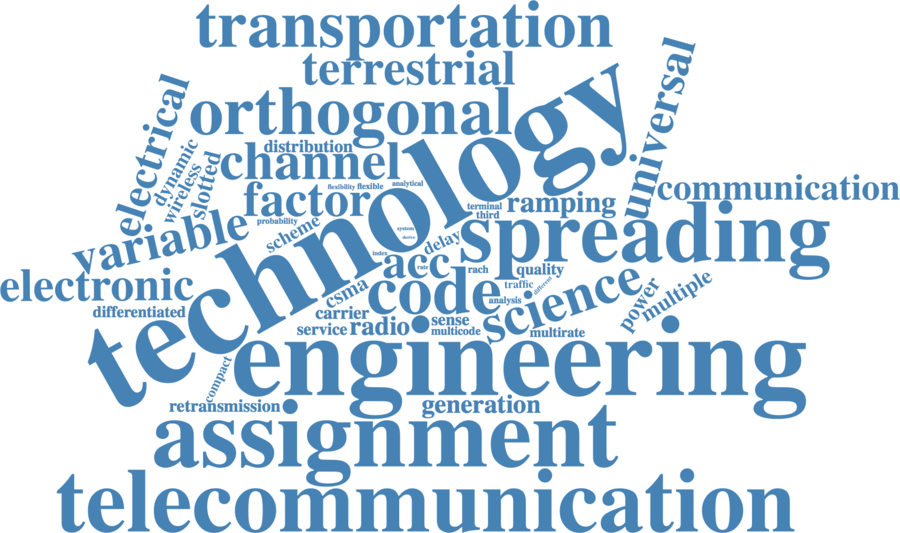 transportation
terrestrial
universal
electrical
orthogonal
technology
distribution
dynamic
wireless
slotted
channel
flexibility
flexible
analytical
communication
factor
terminal
third
ramping
variable
probability
scheme
system
spreading
delay
index
acc
rate
rach
quality
electronic
csma
code
traffic
different
science
power
multiple
analysis
differentiated
carrier
service
radio
sense
multicode
multirate
engineering
compact
retransmission
generation
assignment
telecommunication